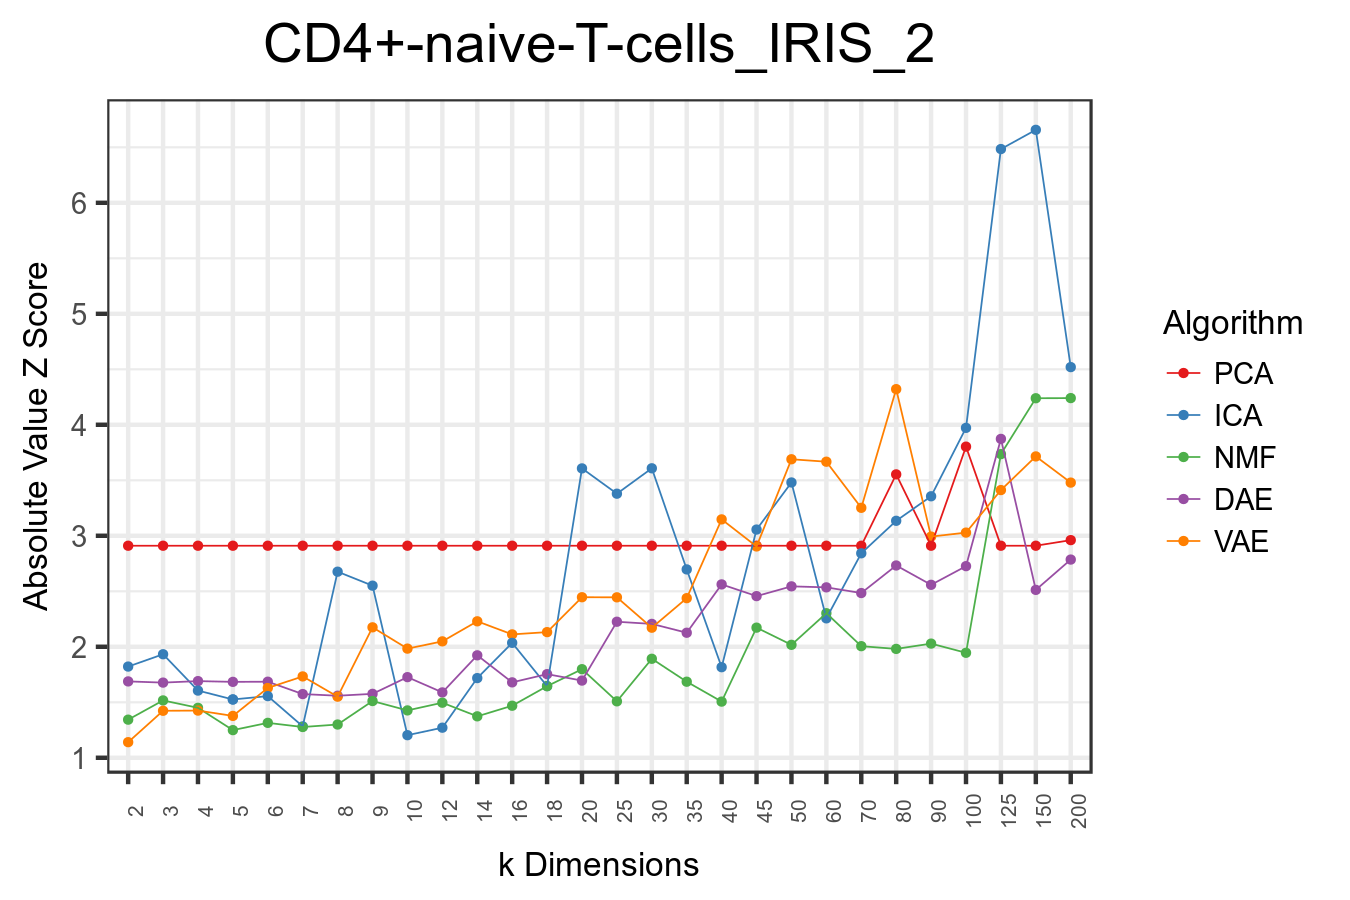 CD4+-naive-T-cells_IRIS_2
Absolute Value Z Score
6
5
4
3
2
1
2 3 4 5 6 7 8 9 10 12 14 16 18 20 25 30 35 40 45 50 60 70 80 90 100 125 150 200
k Dimensions
Algorithm
PCA
ICA
NMF
DAE
VAE